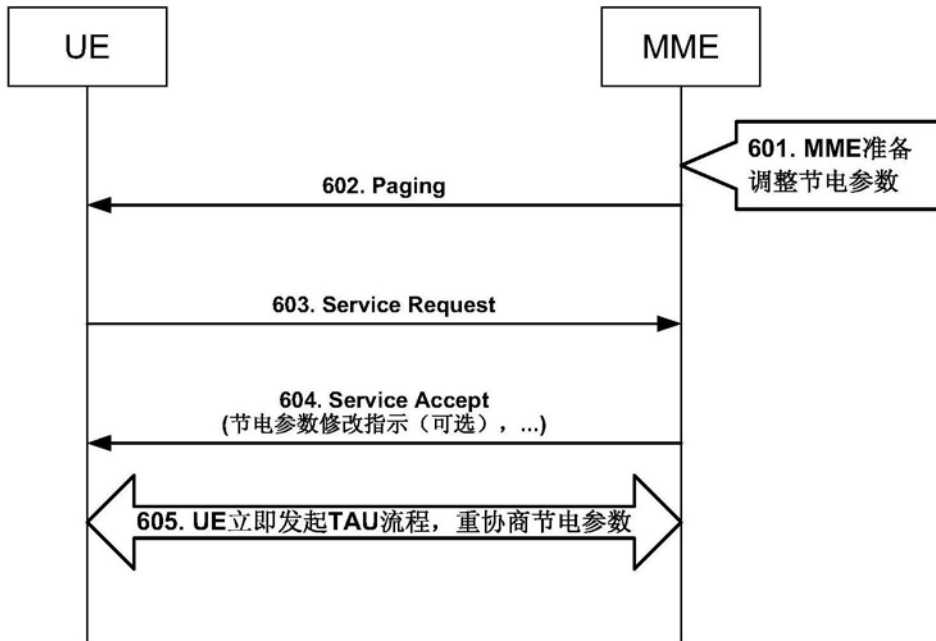 UE
MME
601. MME准备
调整节电参数
602. Paging
603. Service Request
604. Service Accept
(节电参数修改指示（可选），...)
605. UE立即发起TAU流程，重协商节电参数